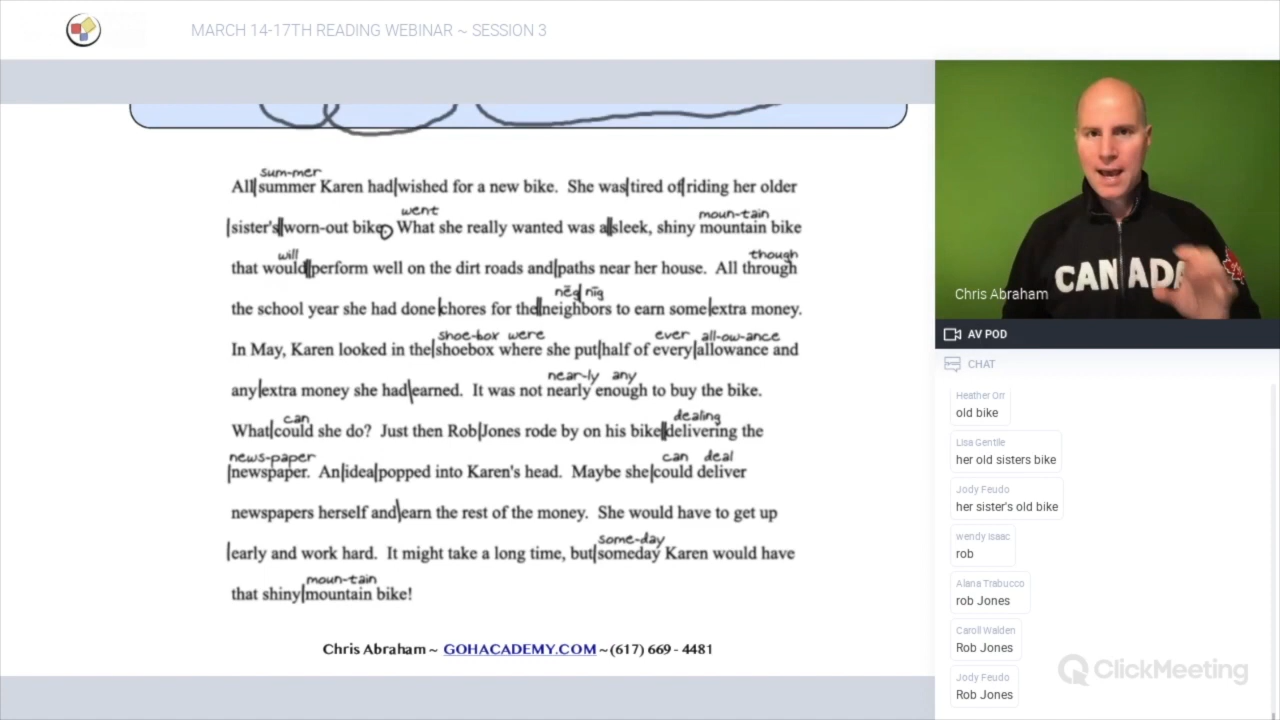 MARCH 14-17TH READING WEBINAR ~ SESSION 3
sum-mer
All summer Karen had wished for a new bike. She was tired of riding her older
went moun-tain
sister's worn-out bike. What she really wanted was a sleek, shiny mountain bike
will though
that would perform well on the dirt roads and paths near her house. All through
nēg nīg
the school year she had done chores for the neighbors to earn some extra money.
shoe-box were ever all-ow-ance
In May, Karen looked in the shoebox where she put half of every allowance and
near-ly any
any extra money she had earned. It was not nearly enough to buy the bike.
can dealing
What could she do? Just then Rob Jones rode by on his bike delivering the
news-paper can deal
newspaper. An idea popped into Karen's head. Maybe she could deliver
newspapers herself and earn the rest of the money. She would have to get up
some-day
early and work hard. It might take a long time, but someday Karen would have
moun-tain
that shiny mountain bike!
Chris Abraham ~ GOHACADEMY.COM ~ (617) 669 - 4481
CANADA
Chris Abraham
AV POD
CHAT
Heather Orr
old bike
Lisa Gentile
her old sisters bike
Jody Feudo
her sister's old bike
wendy Isaac
rob
Alana Trabucco
rob Jones
Caroll Walden
Rob Jones
Jody Feudo
Rob Jones
ClickMeeting